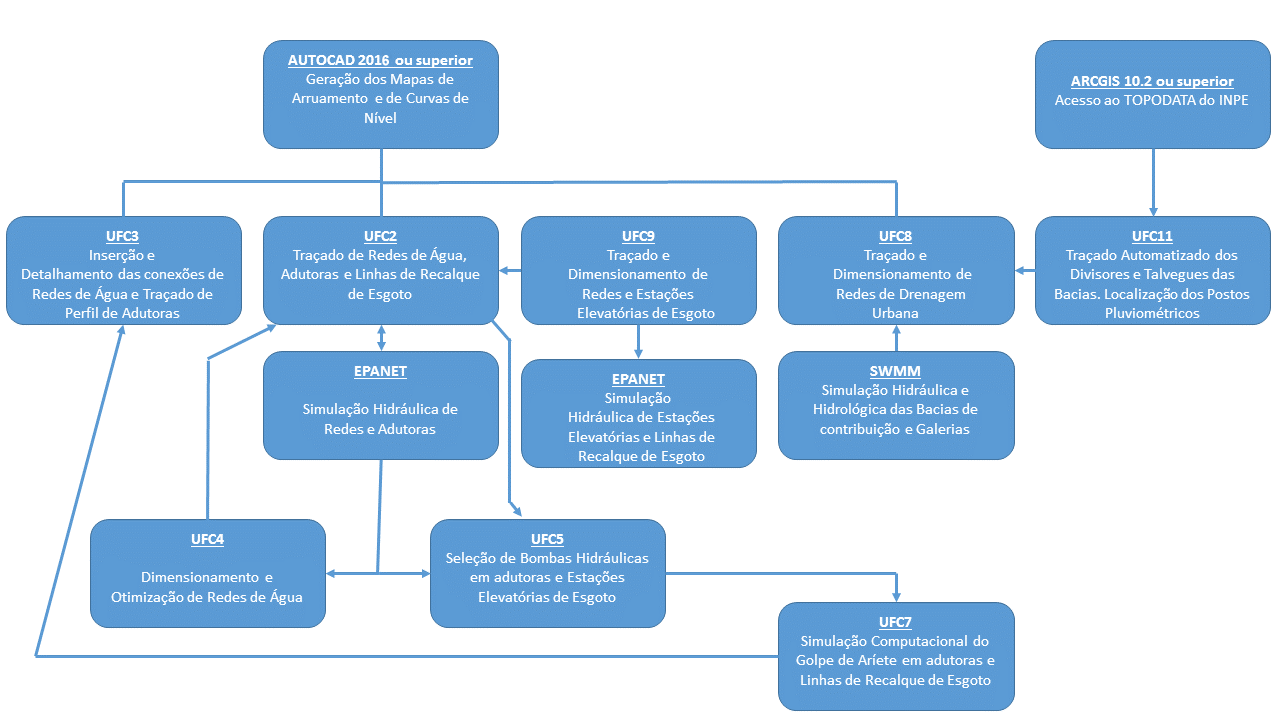 AUTOCAD 2016 ou superior
Geração dos Mapas de
Arruamento e de Curvas de
Nível
ARCGIS 10.2 ou superior
Acesso ao TOPODATA do INPE
UFC3
Inserção e
Detalhamento das conexões de
Redes de Água e Traçado de
Perfil de Adutoras
UFC2
Traçado de Redes de Água,
Adutoras e Linhas de Recalque
de Esgoto
UFC9
Traçado e
Dimensionamento de
Redes e Estações
Elevatórias de Esgoto
UFC8
Traçado e
Dimensionamento de
Redes de Drenagem
Urbana
UFC11
Traçado Automatizado dos
Divisores e Talvegues das
Bacias. Localização dos Postos
Pluviométricos
EPANET
Simulação Hidráulica de
Redes e Adutoras
EPANET
Simulação
Hidráulica de Estações
Elevatórias e Linhas de
Recalque de Esgoto
SWMM
Simulação Hidráulica e
Hidrológica das Bacias de
contribuição e Galerias
UFC4
Dimensionamento e
Otimização de Redes de Água
UFC5
Seleção de Bombas Hidráulicas
em adutoras e Estações
Elevatórias de Esgoto
UFC7
Simulação Computacional do
Golpe de Aríete em adutoras e
Linhas de Recalque de Esgoto